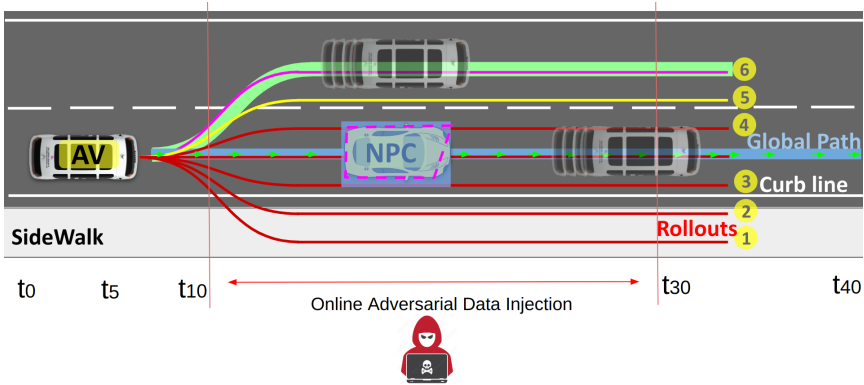 6
5
4
AV
NPC
Global Path
3
Curb line
2
Rollouts
1
SideWalk
t0
t5
t10
t30
t40
Online Adversarial Data Injection